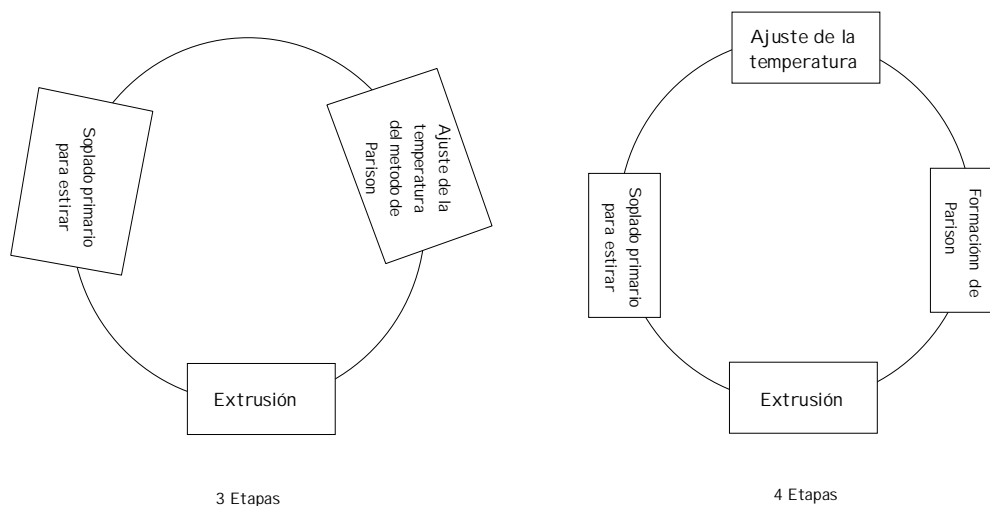 Soplado primario
para estirar
Ajuste de la
temperatura
del metodo de
Parison
Extrusión
3 Etapas
Ajuste de la
temperatura
Soplado primario
para estirar
Formaciónn de
Parison
Extrusión
4 Etapas